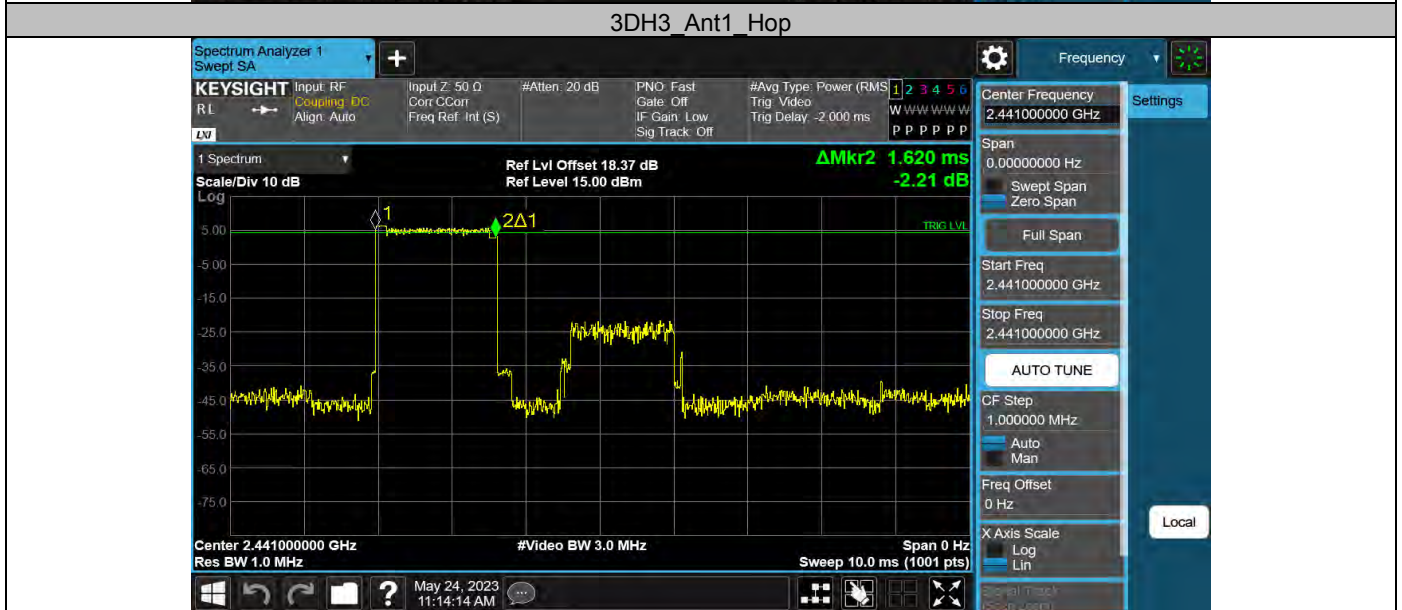 3DH3_Ant1_Hop
Spectrum Analyzer 1
Swept SA
+
Frequency
KEYSIGHT
RL
LXI
Input: RF
Coupling: DC
Align: Auto
Input Z: 50 Ω
Corr CCorr
Freq Ref: Int (S)
#Atten: 20 dB
PNO: Fast
Gate: Off
IF Gain: Low
Sig Track: Off
#Avg Type: Power (RMS
Trig: Video
Trig Delay: -2.000 ms
1 2 3 4 5 6
W W W W W W
P P P P P P
Center Frequency
2.441000000 GHz
Settings
Span
0.00000000 Hz
Swept Span
Zero Span
Full Span
Start Freq
2.441000000 GHz
Stop Freq
2.441000000 GHz
AUTO TUNE
CF Step
1.000000 MHz
Auto
Man
Freq Offset
0 Hz
X Axis Scale
Log
Lin
Local
1 Spectrum
Scale/Div 10 dB
Log
Ref Lvl Offset 18.37 dB
Ref Level 15.00 dBm
ΔMkr2 1.620 ms
-2.21 dB
1
2Δ1
TRIG LVL
5.00
-5.00
-15.0
-25.0
-35.0
-45.0
-55.0
-65.0
-75.0
Center 2.441000000 GHz
Res BW 1.0 MHz
#Video BW 3.0 MHz
Span 0 Hz
Sweep 10.0 ms (1001 pts)
?
May 24, 2023
11:14:14 AM